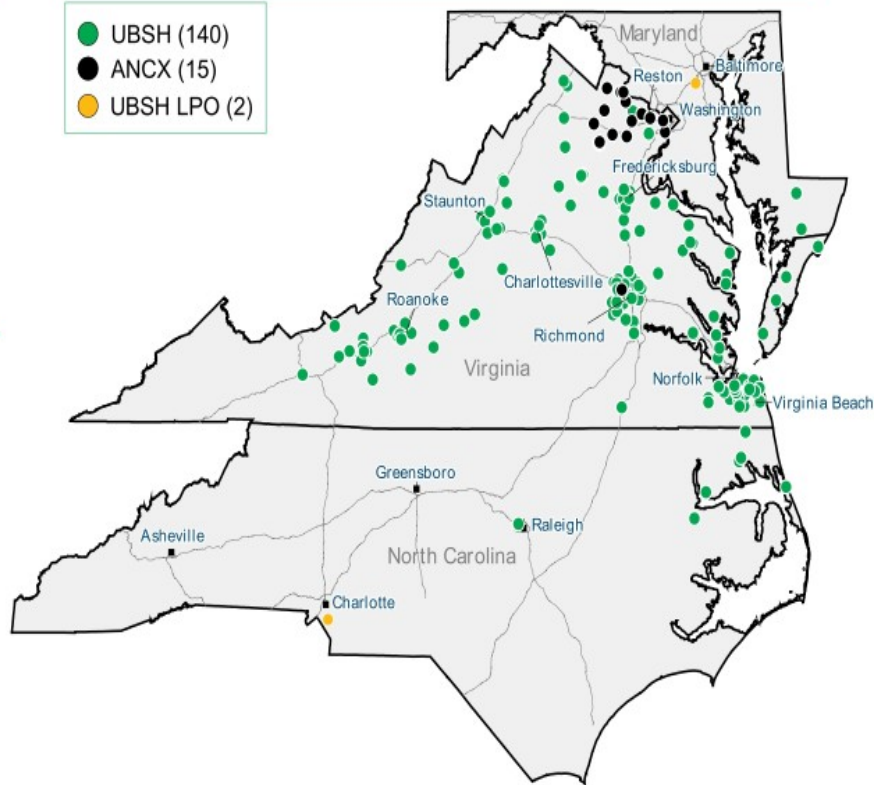 UBSH (140)
ANCX (15)
UBSH LPO (2)
Maryland
Baltimore
Reston
Washington
Fredericksburg
Staunton
Charlottesville
Roanoke
Richmond
Virginia
Norfolk
Virginia Beach
Greensboro
Raleigh
Asheville
North Carolina
Charlotte